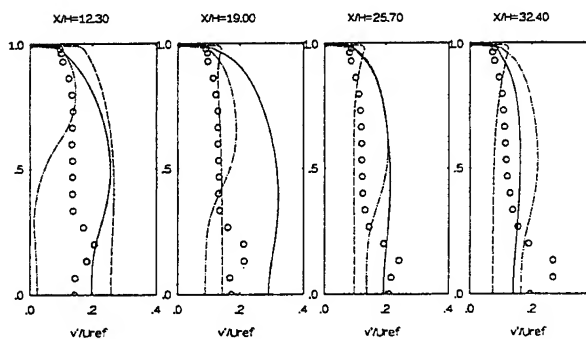 X/H=12.30 X/H=19.00 X/H=25.70 X/H=32.40
1.0 1.0 1.0 1.0
.5 .5 .5 .5
.0 .0 .0 .0
.0 .2 .4 .0 .2 .4 .0 .2 .4 .0 .2
v'/Uref v'/Uref v'/Uref v'/Uref